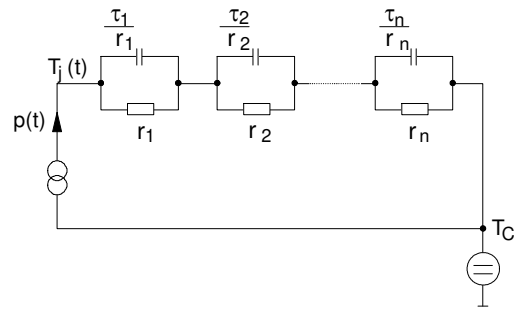 τ1
r1
τ2
r2
τn
rn
Tj(t)
p(t)
r1
r2
rn
TC